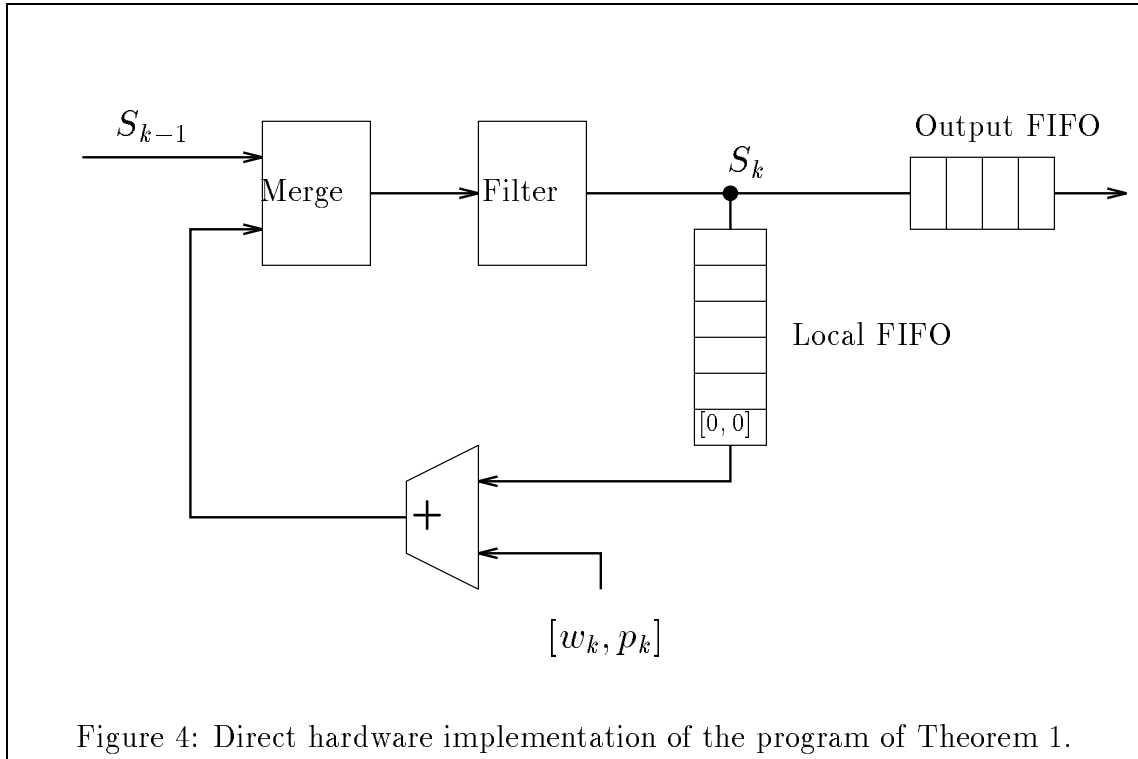 S_{k−1}
Output FIFO
S_k
Merge
Filter
Local FIFO
[0, 0]
+
[w_k, p_k]
Figure 4: Direct hardware implementation of the program of Theorem 1.